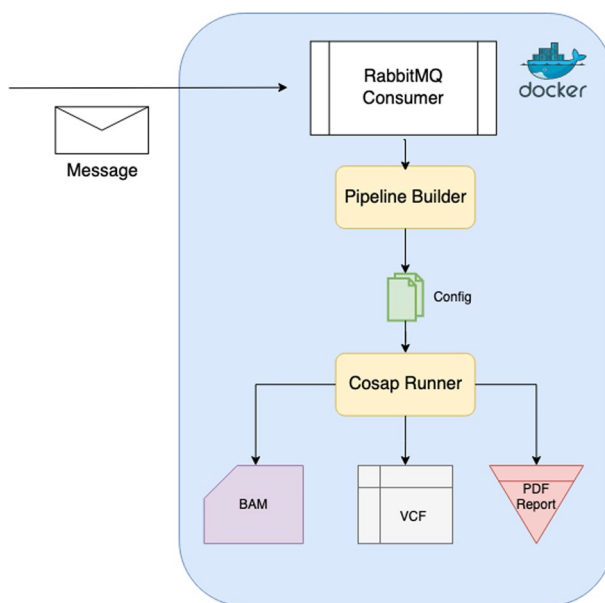 RabbitMQ
Consumer
docker
Message
Pipeline Builder
Config
Cosap Runner
BAM
VCF
PDF
Report